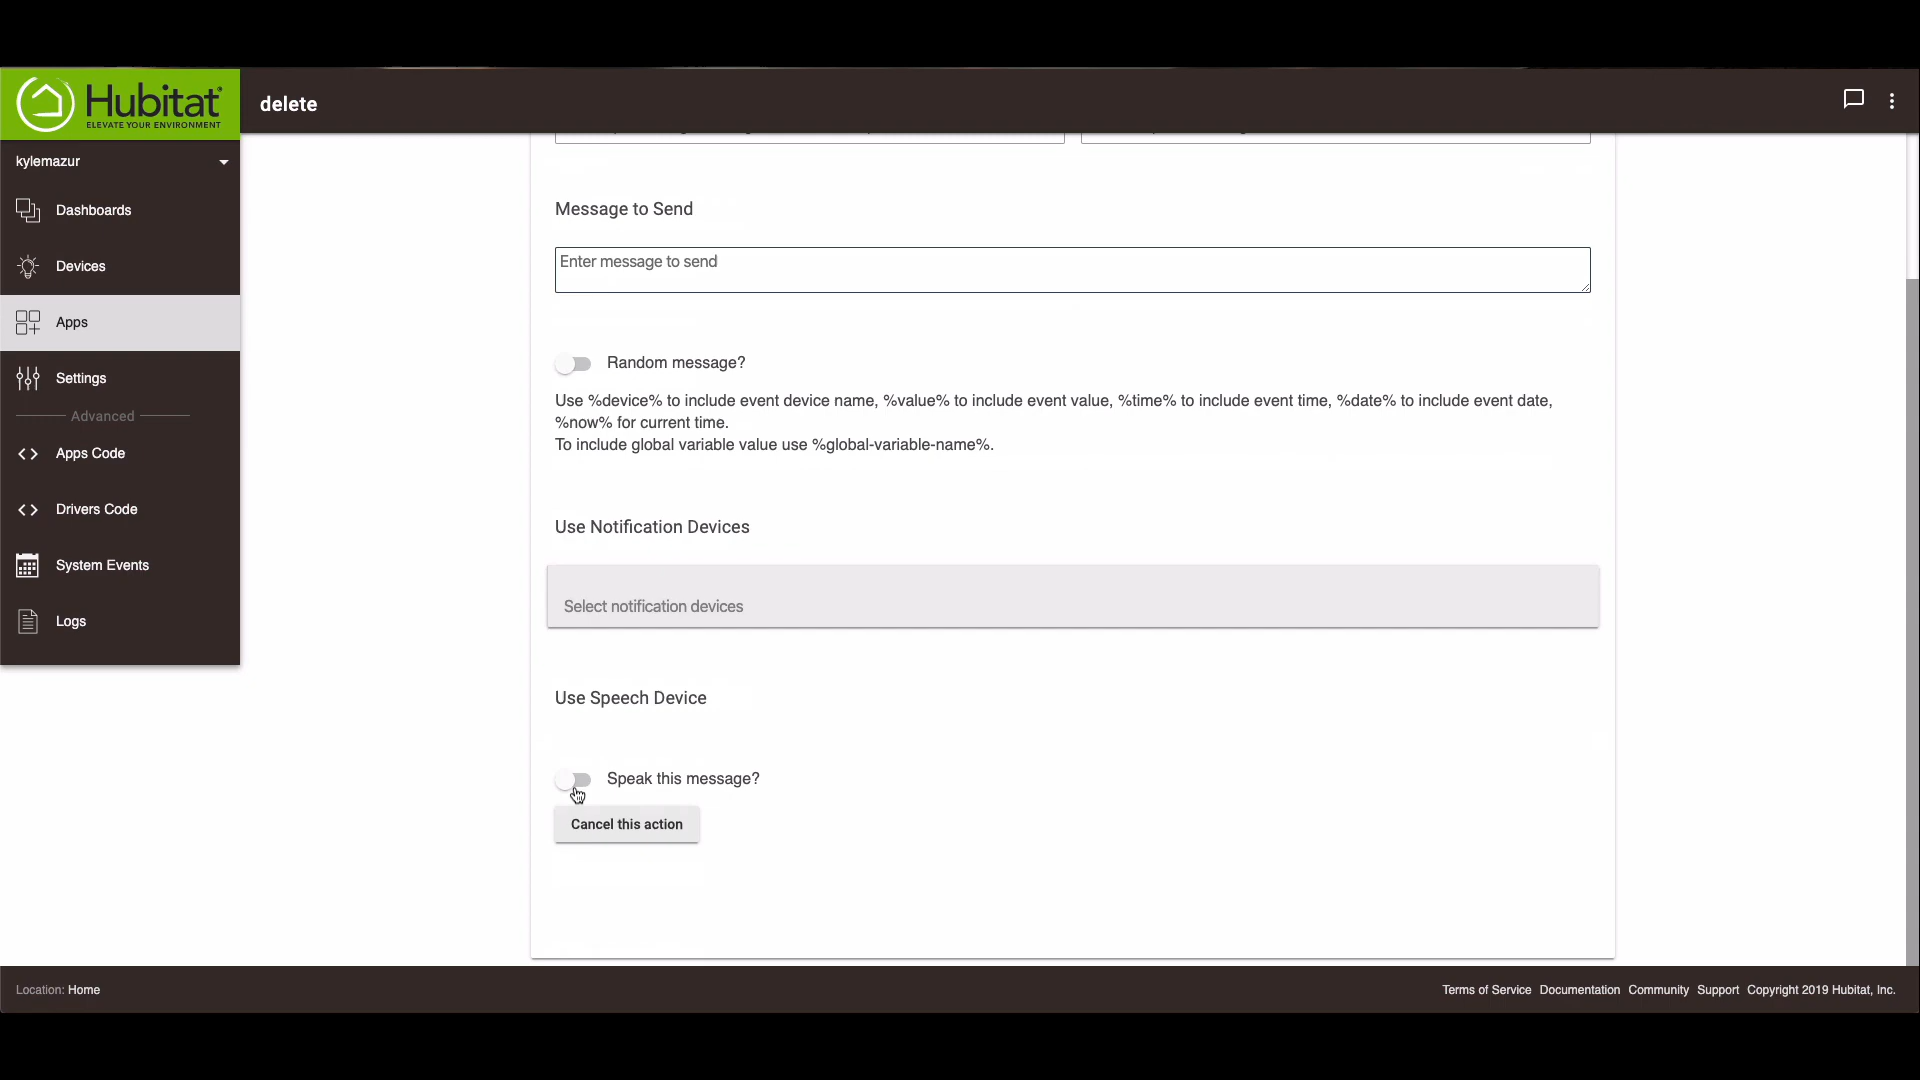 Hubitat®
ELEVATE YOUR ENVIRONMENT
delete
kylemazur
Dashboards
Devices
Apps
Settings
Advanced
Apps Code
Drivers Code
System Events
Logs
Message to Send
Enter message to send
Random message?
Use %device% to include event device name, %value% to include event value, %time% to include event time, %date% to include event date,
%now% for current time.
To include global variable value use %global-variable-name%.
Use Notification Devices
Select notification devices
Use Speech Device
Speak this message?
Cancel this action
Location: Home
Terms of Service Documentation Community Support Copyright 2019 Hubitat, Inc.